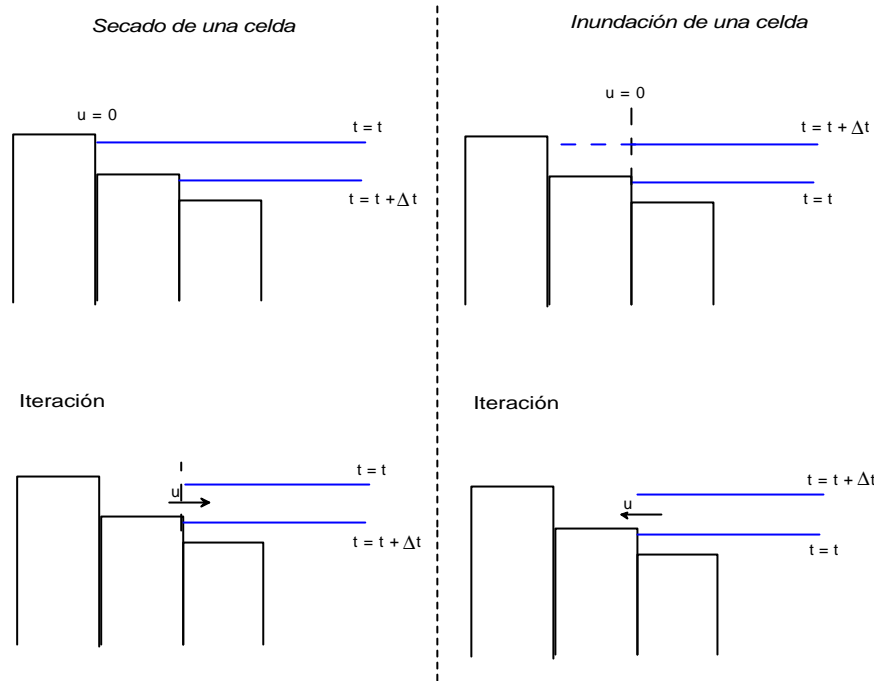 Secado de una celda
u = 0
t = t
t = t + Δt
Iteración
t = t
u
t = t + Δt
Inundación de una celda
u = 0
t = t + Δt
t = t
Iteración
t = t + Δt
u
t = t